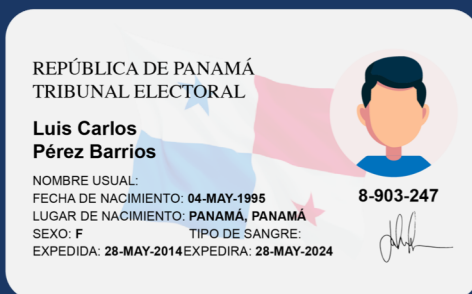 REPÚBLICA DE PANAMÁ
TRIBUNAL ELECTORAL
Luis Carlos
Pérez Barrios
NOMBRE USUAL:
FECHA DE NACIMIENTO: 04-MAY-1995
LUGAR DE NACIMIENTO: PANAMÁ, PANAMÁ
SEXO: F TIPO DE SANGRE:
EXPEDIDA: 28-MAY-2014EXPEDIRA: 28-MAY-2024
8-903-247